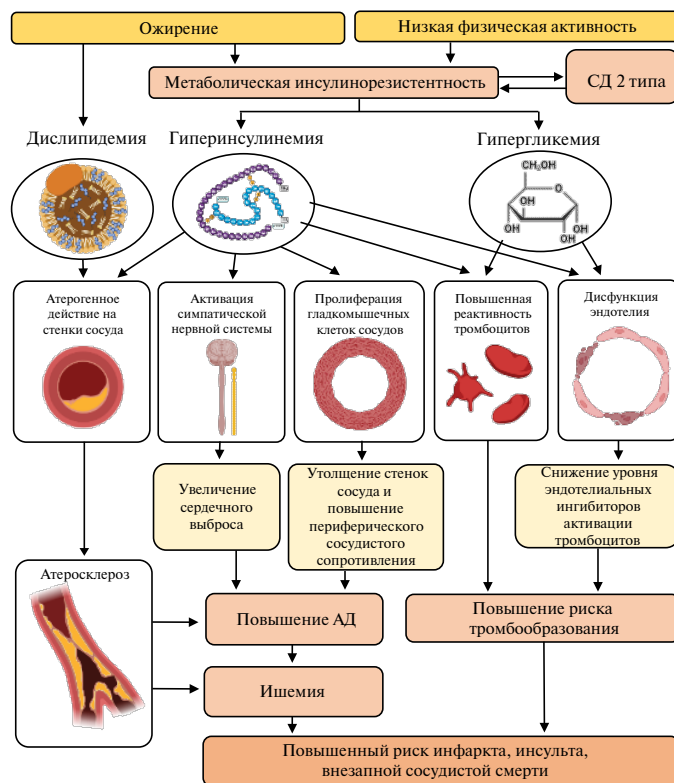 Ожирение
Низкая физическая активность
Метаболическая инсулинорезистентность
СД 2 типа
Дислипидемия
Гиперинсулинемия
Гипергликемия
CH₂OH
O
OH
OH
OH
OH
Атерогенное
действие на
стенки сосуда
Активация
симпатической
нервной системы
Пролиферация
гладкомышечных
клеток сосудов
Повышенная
реактивность
тромбоцитов
Дисфункция
эндотелия
Увеличение
сердечного
выброса
Утолщение стенок
сосуда и
повышение
периферического
сосудистого
сопротивления
Снижение уровня
эндотелиальных
ингибиторов
активации
тромбоцитов
Атеросклероз
Повышение АД
Повышение риска
тромбообразования
Ишемия
Повышенный риск инфаркта, инсульта,
внезапной сосудистой смерти